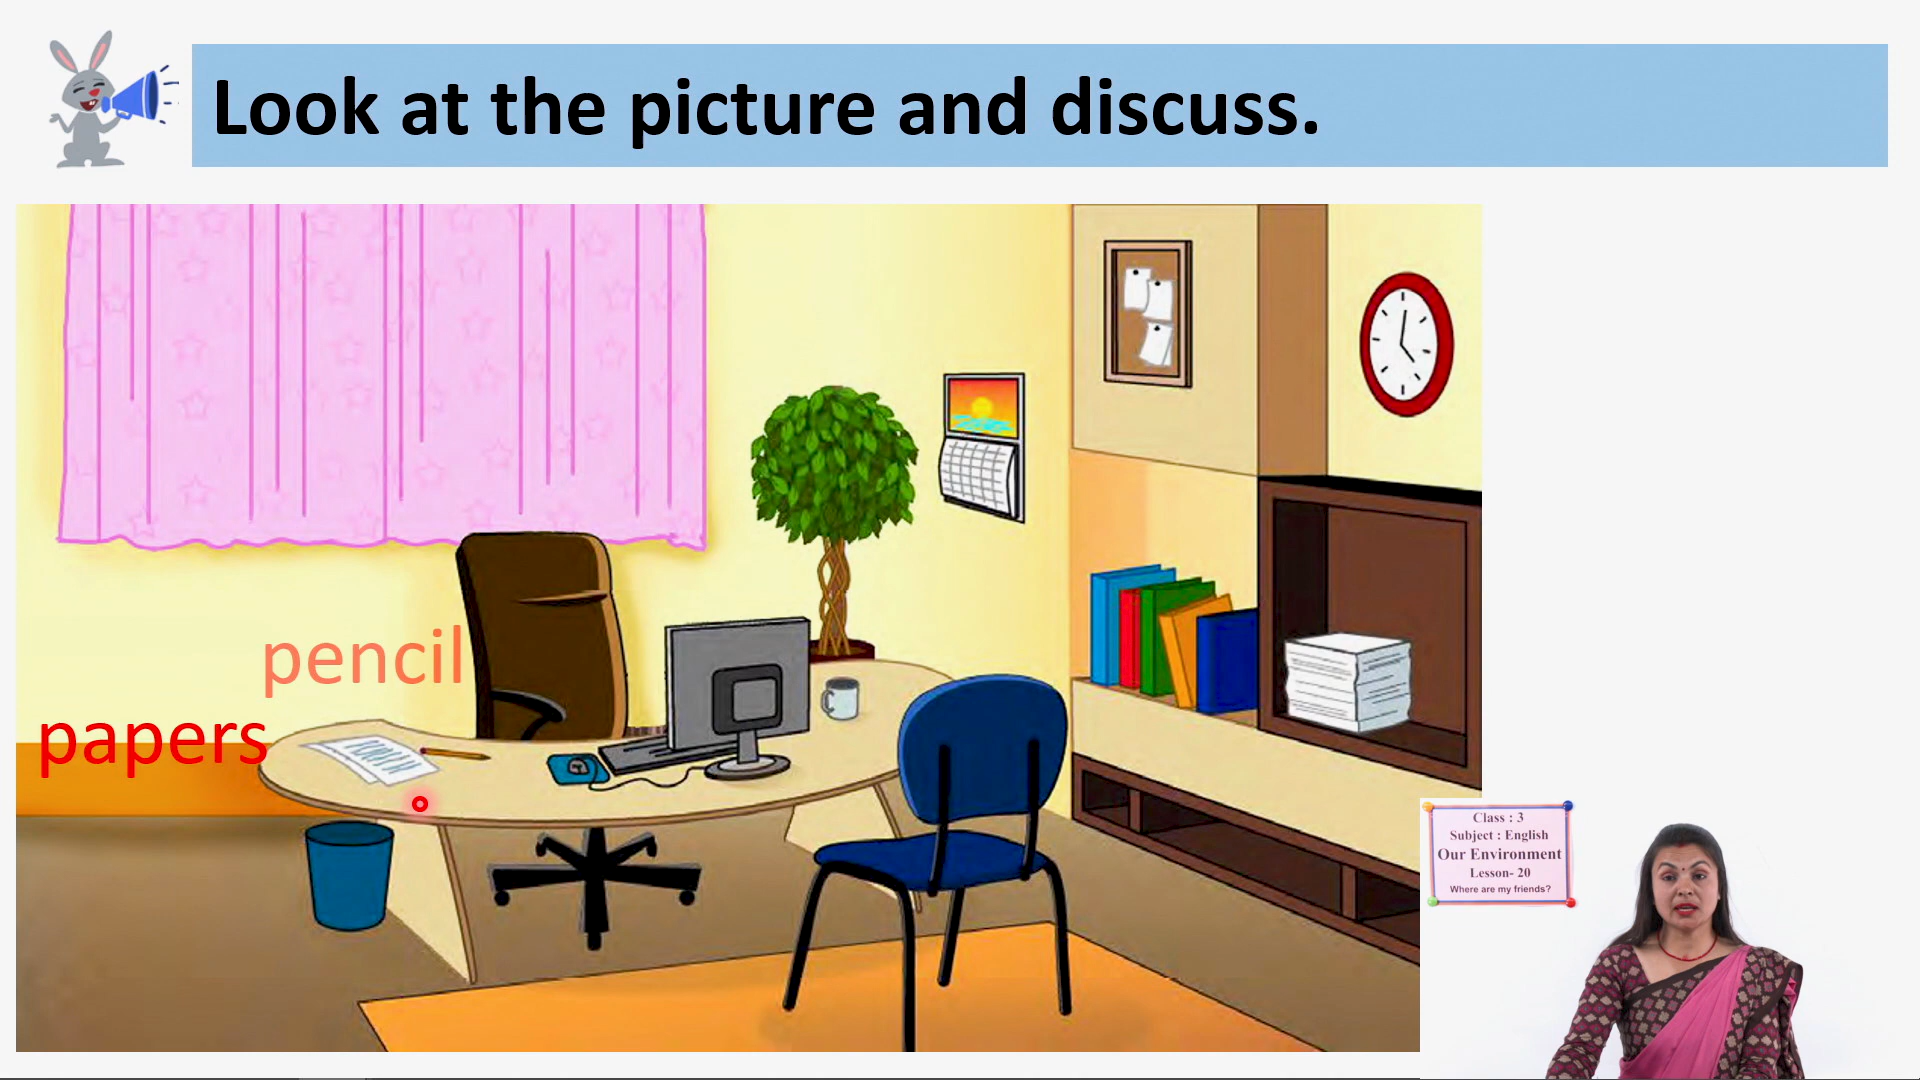 Look at the picture and discuss.
pencil
papers
Class : 3
Subject : English
Our Environment
Lesson- 20
Where are my friends?